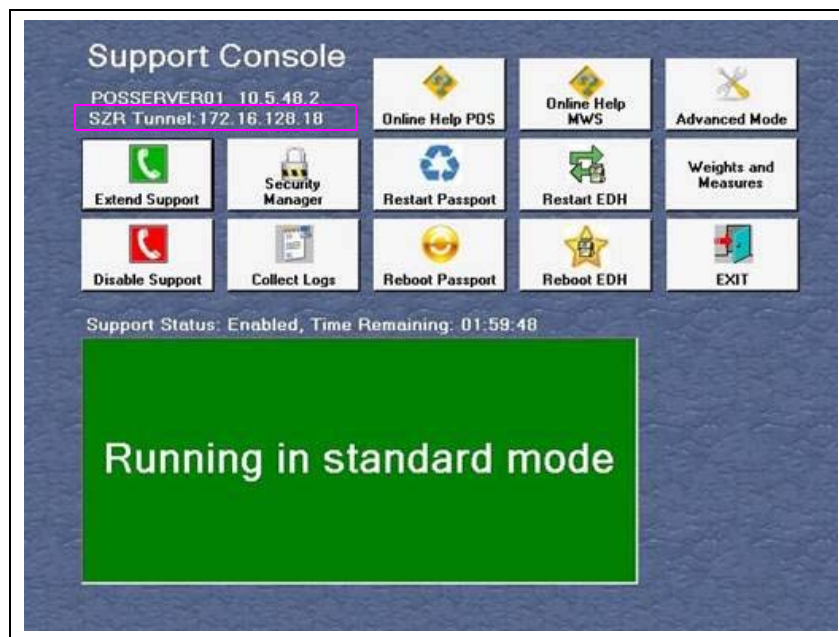 Support Console
POSSERVER01 10.5.48.2
SZR Tunnel:172.16.128.18
Online Help POS
Online Help
MWS
Advanced Mode
Extend Support
Security
Manager
Restart Passport
Restart EDH
Weights and
Measures
Disable Support
Collect Logs
Reboot Passport
Reboot EDH
EXIT
Support Status: Enabled, Time Remaining: 01:59:48
Running in standard mode